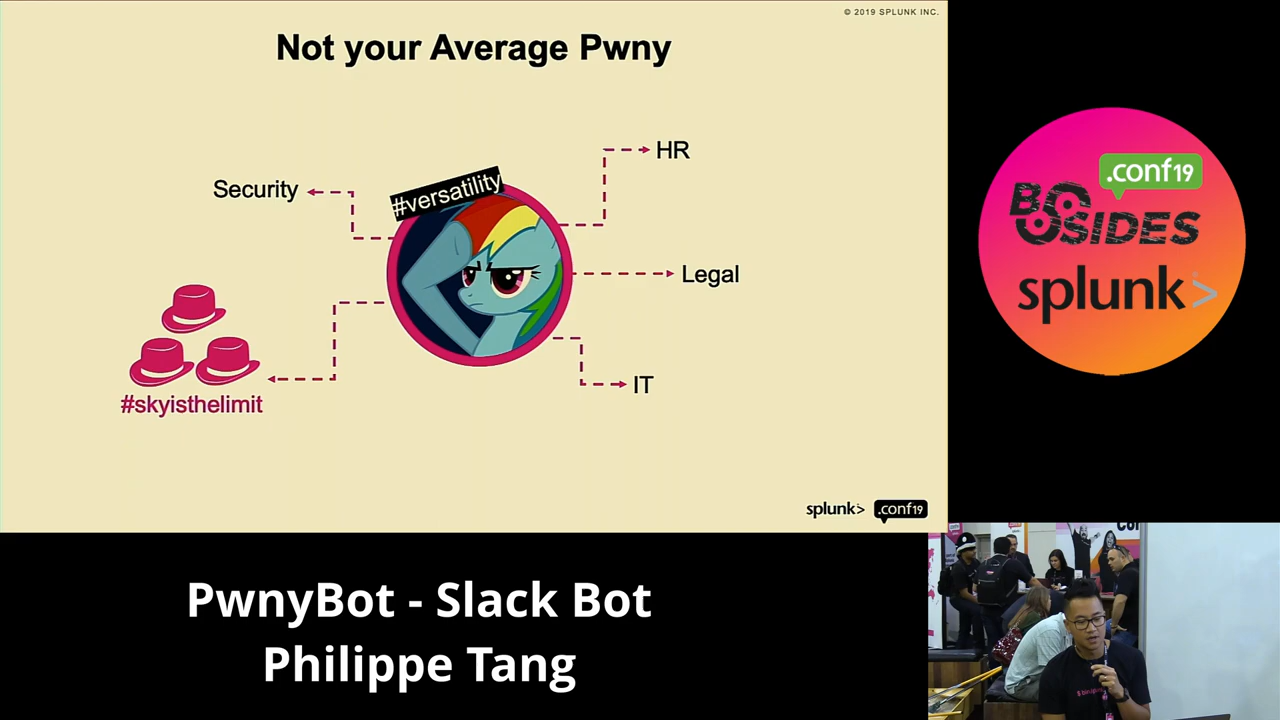 © 2019 SPLUNK INC.
Not your Average Pwny
HR
Security
#versatility
Legal
IT
#skyisthelimit
splunk> .conf19
.conf19
BOSSIDES
splunk>
PwnyBot - Slack Bot
Philippe Tang